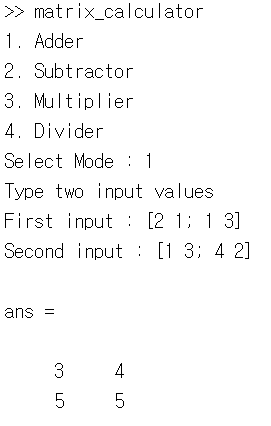 >> matrix_calculator
1. Adder
2. Subtractor
3. Multiplier
4. Divider
Select Mode : 1
Type two input values
First input : [2 1; 1 3]
Second input : [1 3; 4 2]
ans =
3 4
5 5